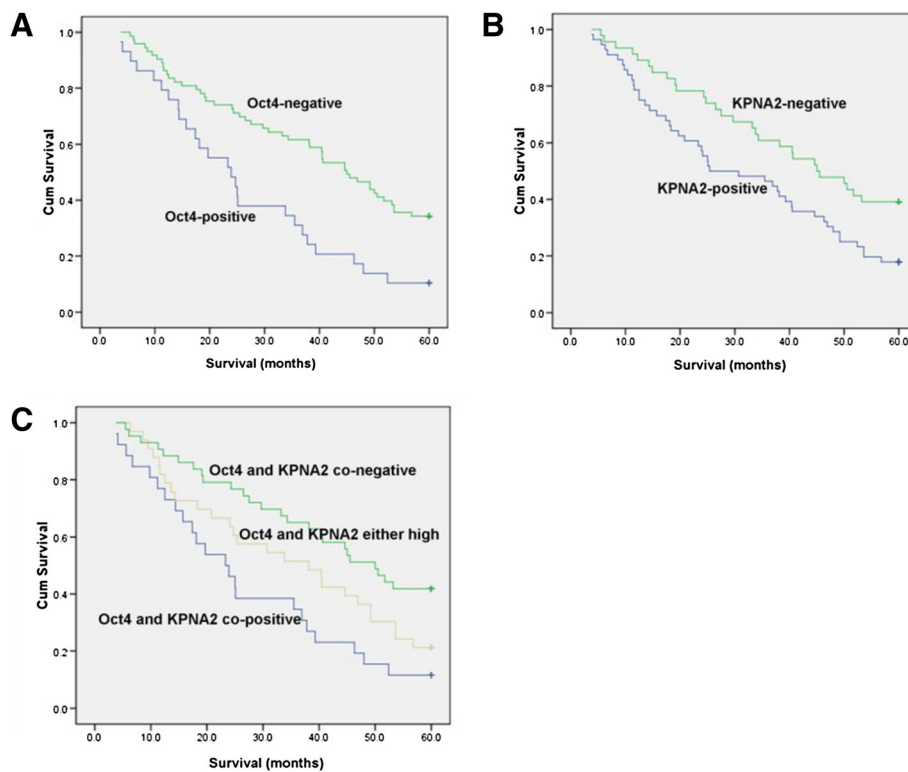 A
1.0
0.8
0.6
0.4
0.2
0.0
Cum Survival
Oct4-negative
Oct4-positive
0.0 10.0 20.0 30.0 40.0 50.0 60.0
Survival (months)
B
1.0
0.8
0.6
0.4
0.2
0.0
Cum Survival
KPNA2-negative
KPNA2-positive
0.0 10.0 20.0 30.0 40.0 50.0 60.0
Survival (months)
C
1.0
0.8
0.6
0.4
0.2
0.0
Cum Survival
Oct4 and KPNA2 co-negative
Oct4 and KPNA2 either high
Oct4 and KPNA2 co-positive
0.0 10.0 20.0 30.0 40.0 50.0 60.0
Survival (months)